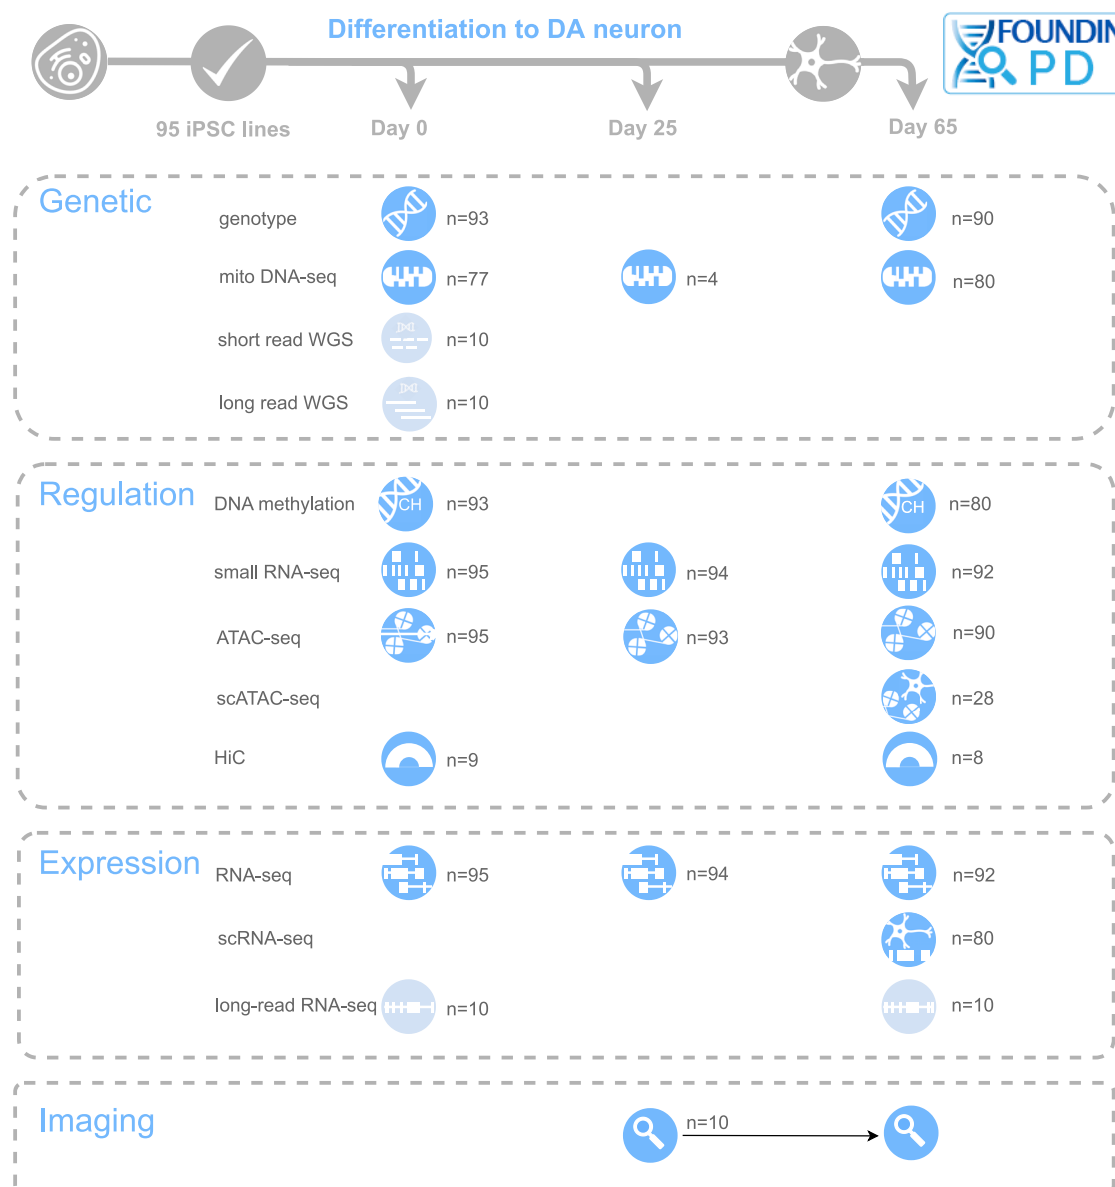 Differentiation to DA neuron
FOUNDIN
PD
95 iPSC lines Day 0 Day 25 Day 65
Genetic
genotype n=93 n=90
mito DNA-seq n=77 n=4 n=80
short read WGS n=10
long read WGS n=10
Regulation
DNA methylation CH n=93 CH n=80
small RNA-seq n=95 n=94 n=92
ATAC-seq n=95 n=93 n=90
scATAC-seq n=28
HiC n=9 n=8
Expression
RNA-seq n=95 n=94 n=92
scRNA-seq n=80
long-read RNA-seq n=10 n=10
Imaging
n=10